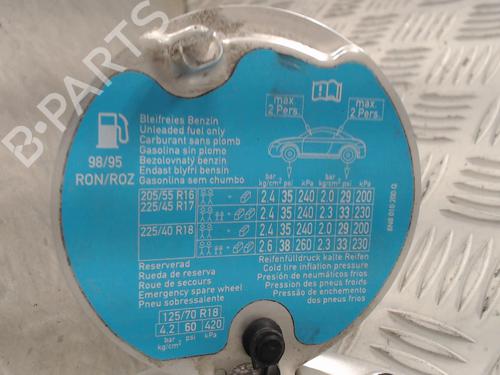 B-PARTS
98/95
RON/ROZ
Bleifreies Benzin
Unleaded fuel only
Carburant sans plomb
Gasolina sin plomo
Bezolovnatý benzin
Endast blyfri bensin
Gasolina sem chumbo
max. 2 Pers.
max. 2 Pers.
bar kg/cm² psi kPa bar kg/cm² psi kPa
205/55 R16 - 2.4 35 240 2.0 29 200
225/45 R17 - 2.4 35 240 2.3 33 230
225/40 R18 - 2.4 35 240 2.0 29 200
- 2.6 38 260 2.3 33 230
Reserverad
Rueda de reserva
Roue de secours
Emergency spare wheel
Pneu sobressalente
125/70 R18
4.2 60 420
bar kg/cm² psi kPa
Reifenfülldruck kalte Reifen
Cold tire inflation pressure
Presión de neumáticos frios
Pression des pneus froids
Pressão de enchimento
dos pneus frios
8N0 010 200 Q